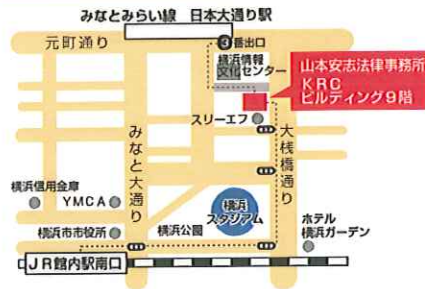 みなとみらい線 日本大通り駅
元町通り
3番出口
横浜情報
文化センター
山本安志法律事務所
KRC
ビルディング9階
スリーエフ
みなと大通り
大桟橋通り
横浜信用金庫
YMCA
横浜
スタジアム
横浜市市役所
横浜公園
ホテル
横浜ガーデン
JR館内駅南口